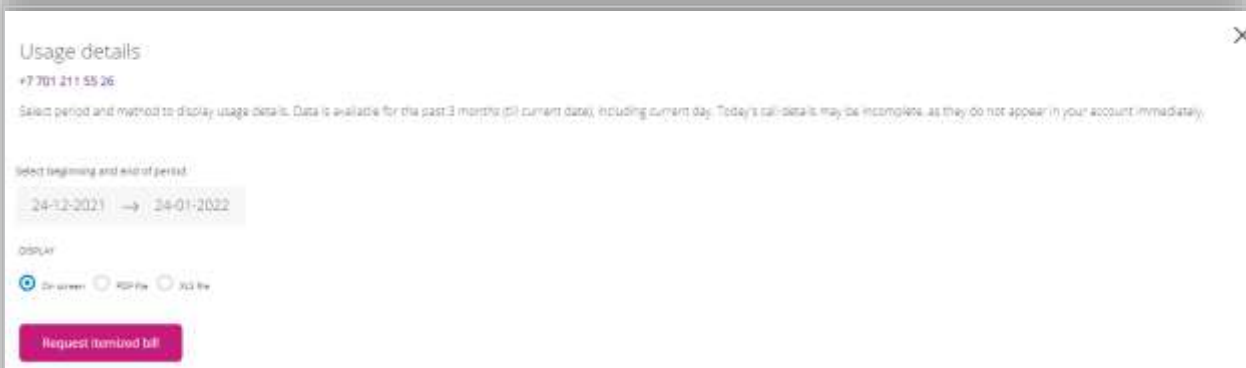 Usage details
+7 701 211 55 26
Select period and method to display usage details. Data is available for the past 3 months (till current date), including current day. Today's call details may be incomplete, as they do not appear in your account immediately.
Select beginning and end of period
24-12-2021 → 24-01-2022
DISPLAY
On screen PDF file XLS file
Request itemized bill